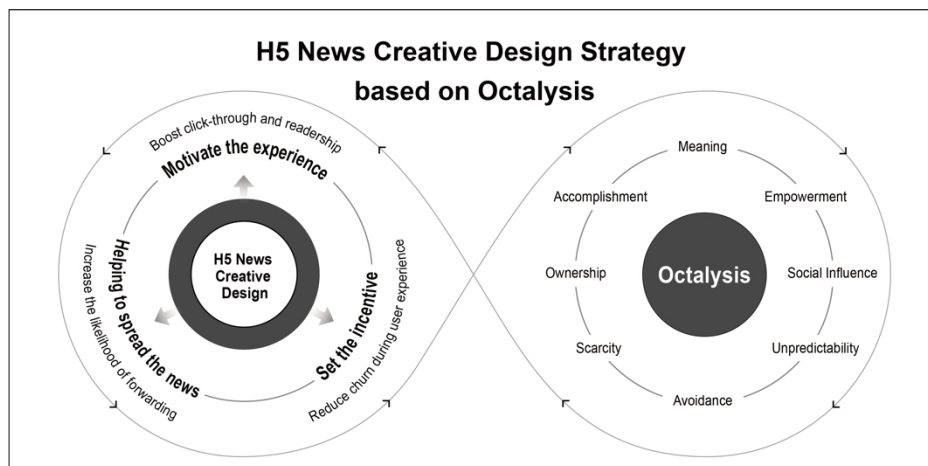 H5 News Creative Design Strategy
based on Octalysis
Boost click-through and readership
Motivate the experience
Helping to spread the news
Increase the likelihood of forwarding
Set the incentive
Reduce churn during user experience
H5 News
Creative
Design
Meaning
Accomplishment
Empowerment
Ownership
Octalysis
Social Influence
Scarcity
Unpredictability
Avoidance